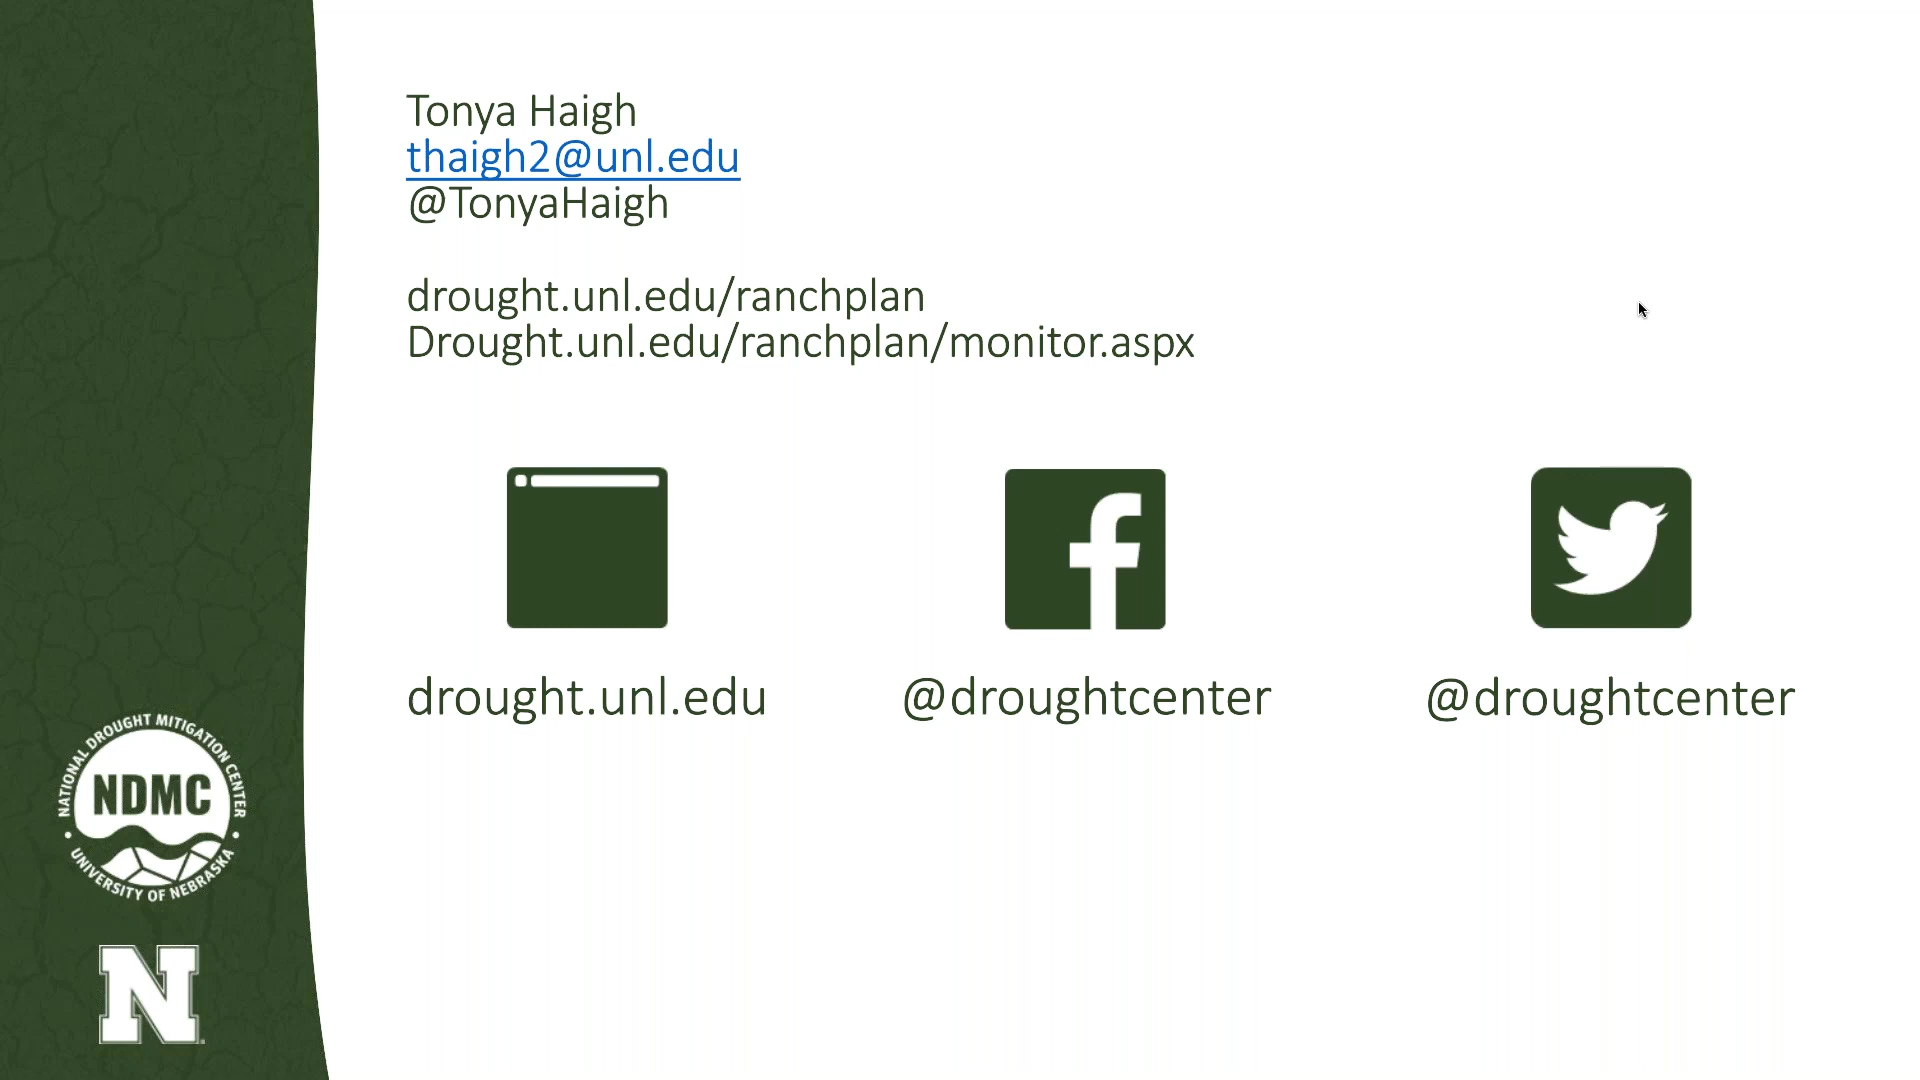 Tonya Haigh
thaigh2@unl.edu
@TonyaHaigh
drought.unl.edu/ranchplan
Drought.unl.edu/ranchplan/monitor.aspx
drought.unl.edu
@droughtcenter
@droughtcenter
NATIONAL DROUGHT MITIGATION CENTER
NDMC
UNIVERSITY OF NEBRASKA
N